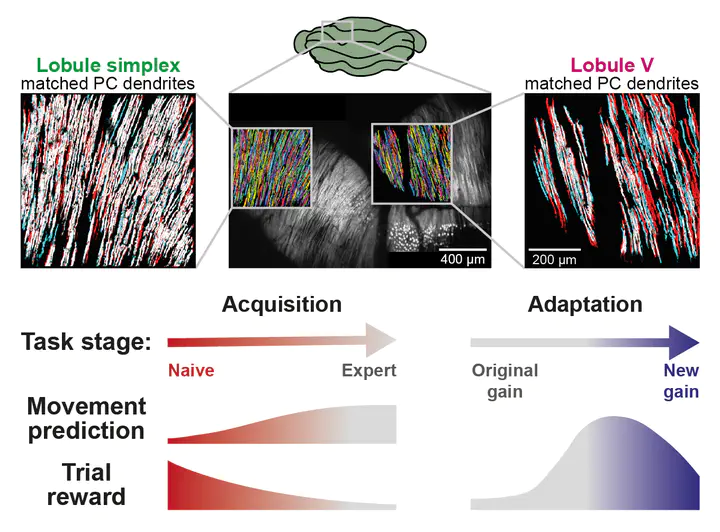 Lobule simplex
matched PC dendrites
Lobule V
matched PC dendrites
400 µm
200 µm
Acquisition
Adaptation
Task stage:
Naive
Expert
Original
gain
New
gain
Movement
prediction
Trial
reward